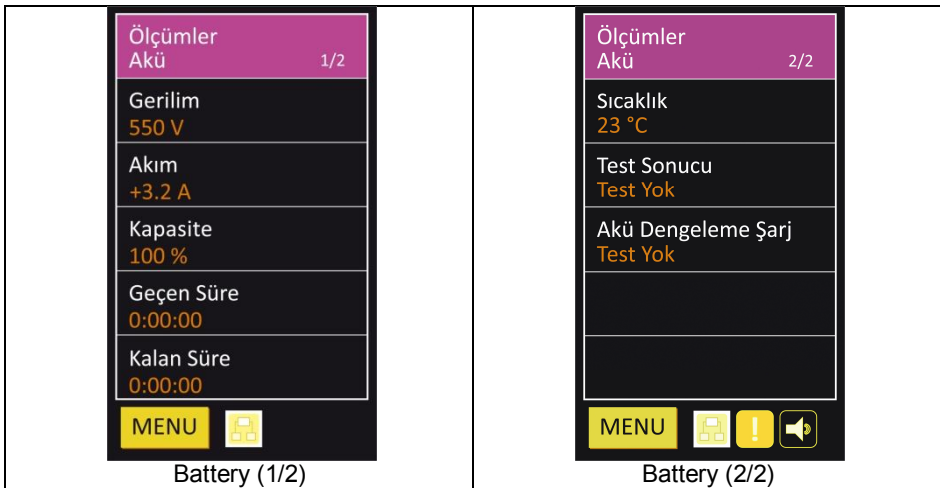 Ölçümler
Akü 1/2
Gerilim
550 V
Akım
+3.2 A
Kapasite
100 %
Geçen Süre
0:00:00
Kalan Süre
0:00:00
MENU
Battery (1/2)
Ölçümler
Akü 2/2
Sıcaklık
23 °C
Test Sonucu
Test Yok
Akü Dengeleme Şarj
Test Yok
MENU
!
Battery (2/2)